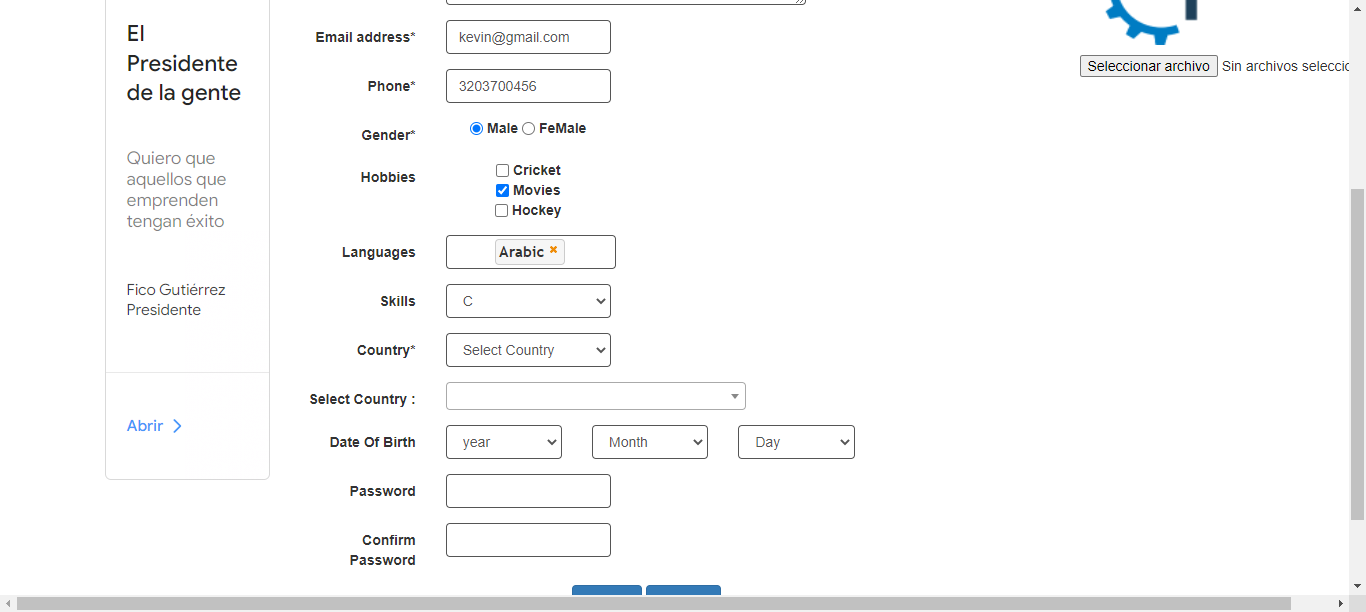 El
Presidente
de la gente
Quiero que
aquellos que
emprenden
tengan éxito
Fico Gutiérrez
Presidente
Abrir
Email address* kevin@gmail.com
Phone* 3203700456
Gender* Male FeMale
Hobbies Cricket
Movies
Hockey
Languages Arabic
Skills C
Country* Select Country
Select Country :
Date Of Birth year Month Day
Password
Confirm
Password
Seleccionar archivo Sin archivos selecci